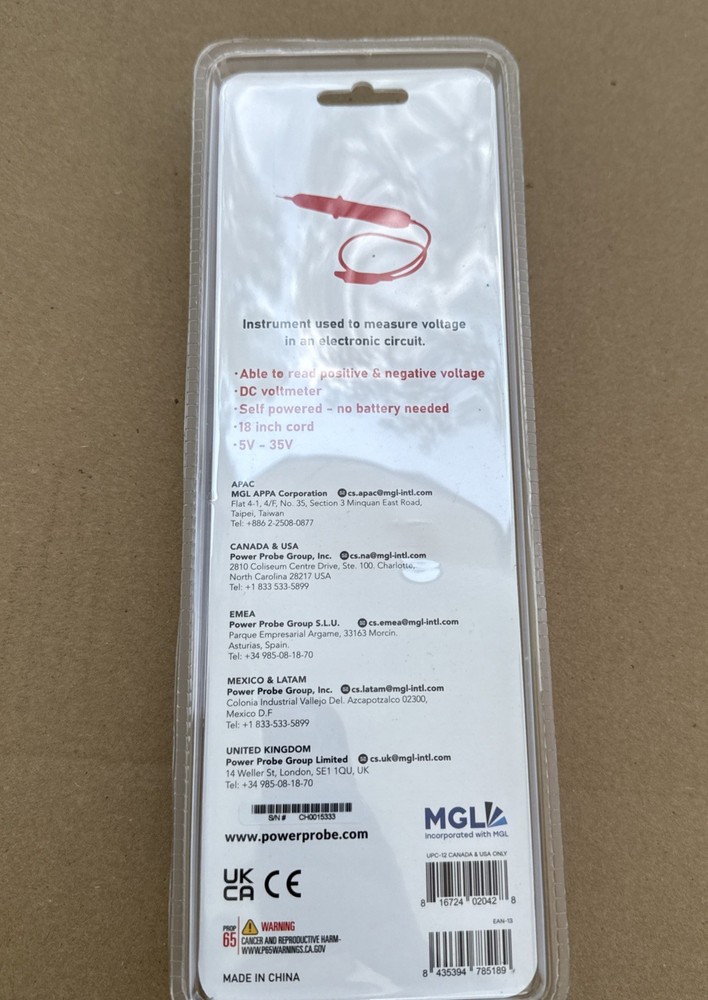 Instrument used to measure voltage
in an electronic circuit.
· Able to read positive & negative voltage
· DC voltmeter
· Self powered – no battery needed
· 18 inch cord
· 5V – 35V
APAC
MGL APPA Corporation cs.apac@mgl-intl.com
Flat 4-1, 4/F, No. 35, Section 3 Minquan East Road,
Taipei, Taiwan
Tel: +886 2-2508-0877
CANADA & USA
Power Probe Group, Inc. cs.na@mgl-intl.com
2810 Coliseum Centre Drive, Ste. 100. Charlotte,
North Carolina 28217 USA
Tel: +1 833 533-5899
EMEA
Power Probe Group S.L.U. cs.emea@mgl-intl.com
Parque Empresarial Argame, 33163 Morcín.
Asturias, Spain.
Tel: +34 985-08-18-70
MEXICO & LATAM
Power Probe Group, Inc. cs.latam@mgl-intl.com
Colonia Industrial Vallejo Del. Azcapotzalco 02300,
Mexico D.F
Tel: +1 833-533-5899
UNITED KINGDOM
Power Probe Group Limited cs.uk@mgl-intl.com
14 Weller St, London, SE1 1QU, UK
Tel: +34 985-08-18-70
S/N # CH0015333
www.powerprobe.com
MGL
Incorporated with MGL
UPC-12 CANADA & USA ONLY
8 16724 02042 8
UK
CA CE
EAN-13
8 435394 785189
PROP
65
WARNING
CANCER AND REPRODUCTIVE HARM-
WWW.P65WARNINGS.CA.GOV
MADE IN CHINA